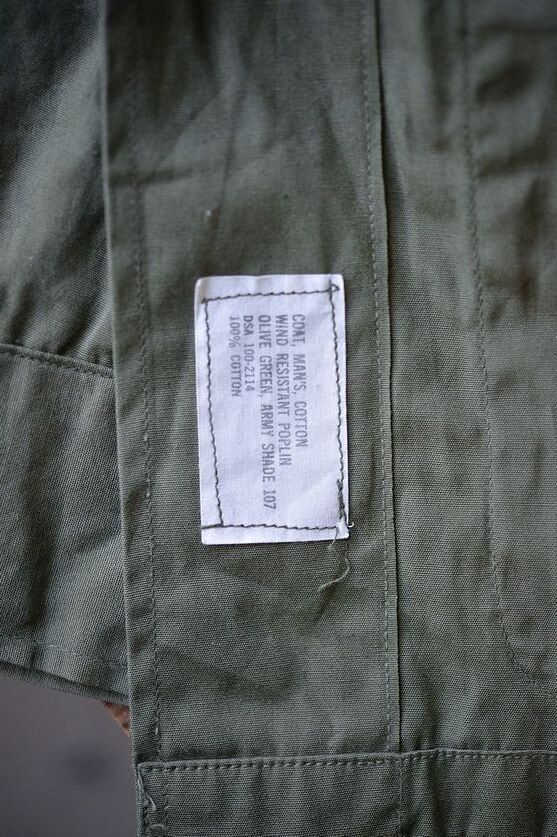 COAT, MAN'S, COTTON
WIND RESISTANT POPLIN
OLIVE GREEN, ARMY SHADE 107
DSA 100-2114
100% COTTON